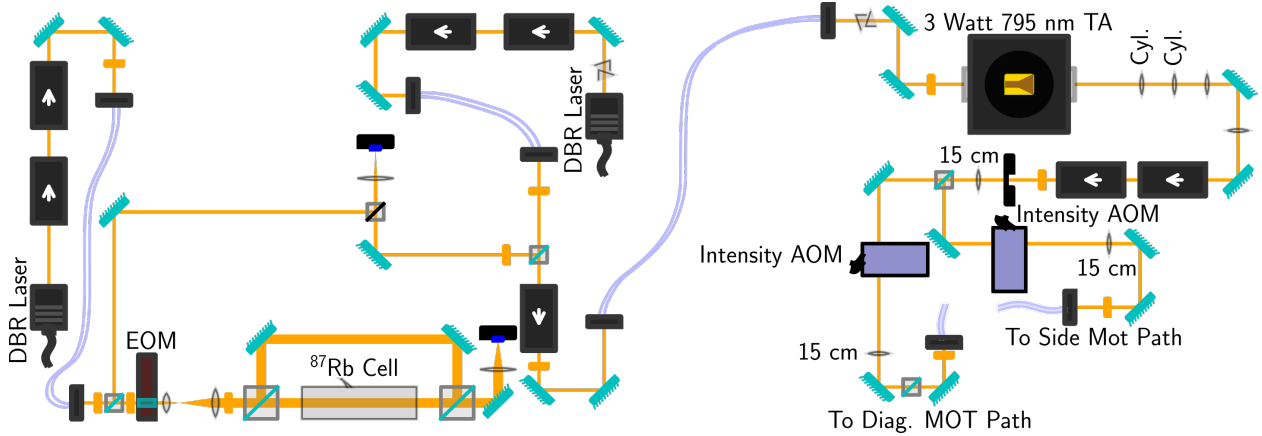 3 Watt 795 nm TA
Cyl.
Cyl.
DBR Laser
15 cm
Intensity AOM
Intensity AOM
15 cm
DBR Laser
EOM
To Side Mot Path
15 cm
87Rb Cell
To Diag. MOT Path